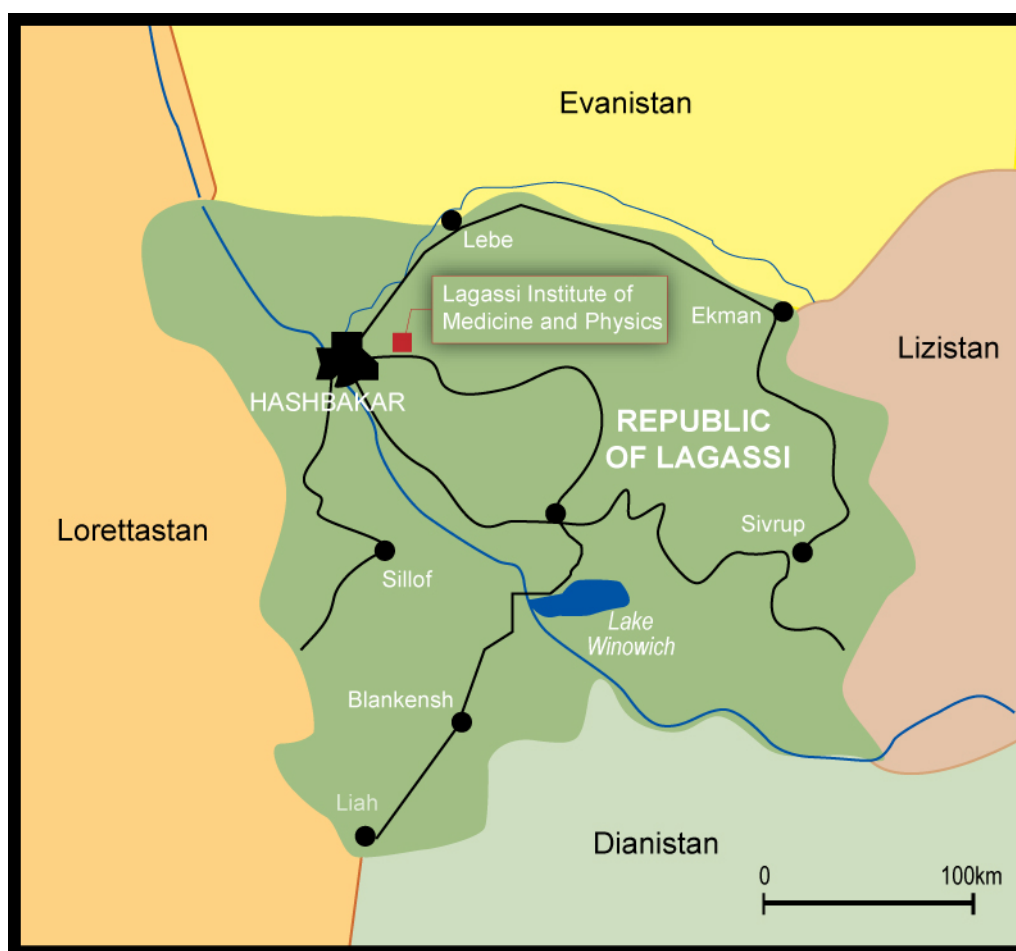 Evanistan
Lebe
Lagassi Institute of
Medicine and Physics
Ekman
Lizistan
HASHBAKAR
REPUBLIC
OF LAGASSI
Lorettastan
Sivrup
Sillof
Lake
Winowich
Blankensh
Liah
Dianistan
0 100km